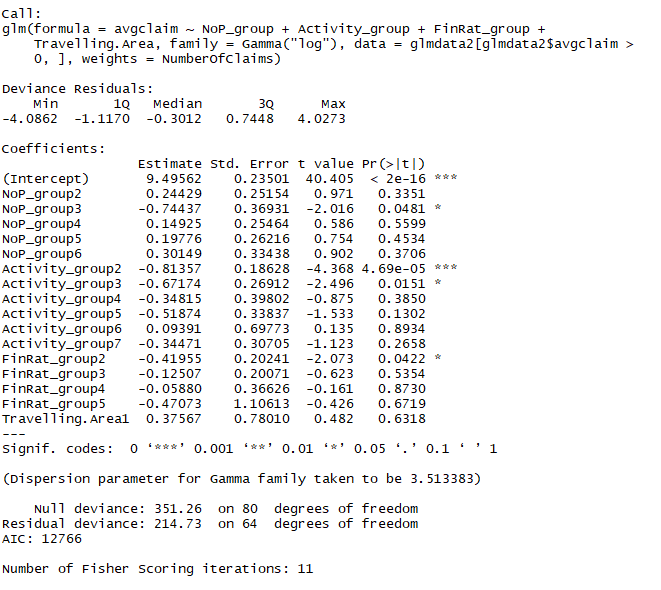 Call:
glm(formula = avgclaim ~ NoP_group + Activity_group + FinRat_group +
    Travelling.Area, family = Gamma("log"), data = glmdata2[glmdata2$avgclaim >
    0, ], weights = NumberOfClaims)
Deviance Residuals:
    Min       1Q   Median       3Q      Max
-4.0862  -1.1170  -0.3012   0.7448   4.0273
Coefficients:
                 Estimate Std. Error t value Pr(>|t|)
(Intercept)       9.49562    0.23501  40.405  < 2e-16 ***
NoP_group2        0.24429    0.25154   0.971   0.3351
NoP_group3       -0.74437    0.36931  -2.016   0.0481 *
NoP_group4        0.14925    0.25464   0.586   0.5599
NoP_group5        0.19776    0.26216   0.754   0.4534
NoP_group6        0.30149    0.33438   0.902   0.3706
Activity_group2  -0.81357    0.18628  -4.368 4.69e-05 ***
Activity_group3  -0.67174    0.26912  -2.496   0.0151 *
Activity_group4  -0.34815    0.39802  -0.875   0.3850
Activity_group5  -0.51874    0.33837  -1.533   0.1302
Activity_group6   0.09391    0.69773   0.135   0.8934
Activity_group7  -0.34471    0.30705  -1.123   0.2658
FinRat_group2    -0.41955    0.20241  -2.073   0.0422 *
FinRat_group3    -0.12507    0.20071  -0.623   0.5354
FinRat_group4    -0.05880    0.36626  -0.161   0.8730
FinRat_group5    -0.47073    1.10613  -0.426   0.6719
Travelling.Area1  0.37567    0.78010   0.482   0.6318
---
Signif. codes:  0 ‘***’ 0.001 ‘**’ 0.01 ‘*’ 0.05 ‘.’ 0.1 ‘ ’ 1
(Dispersion parameter for Gamma family taken to be 3.513383)
    Null deviance: 351.26  on 80  degrees of freedom
Residual deviance: 214.73  on 64  degrees of freedom
AIC: 12766
Number of Fisher Scoring iterations: 11